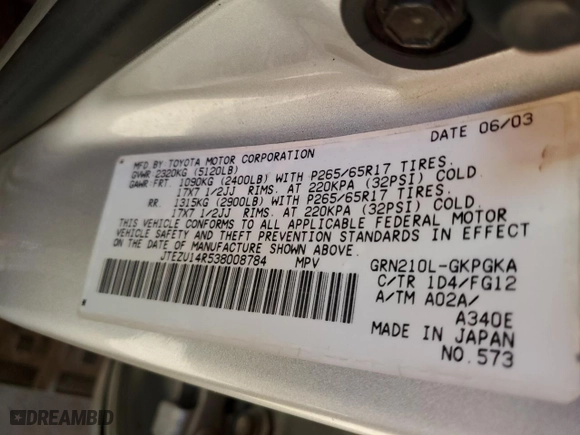 DATE 06/03
MFD.BY TOYOTA MOTOR CORPORATION
GVWR 2320KG (5120LB)
GAWR:FRT. 1090KG (2400LB) WITH P265/65R17 TIRES.
17X7 1/2JJ RIMS. AT 220KPA (32PSI) COLD.
RR. 1315KG (2900LB) WITH P265/65R17 TIRES.
17X7 1/2JJ RIMS. AT 220KPA (32PSI) COLD.
THIS VEHICLE CONFORMS TO ALL APPLICABLE FEDERAL MOTOR
VEHICLE SAFETY AND THEFT PREVENTION STANDARDS IN EFFECT
ON THE DATE OF MANUFACTURE SHOWN ABOVE.
JTEZU14R538008784 MPV
GRN210L-GKPGKA
C/TR 1D4/FG12
A/TM A02A/
A340E
MADE IN JAPAN
NO.573
DREAMBID